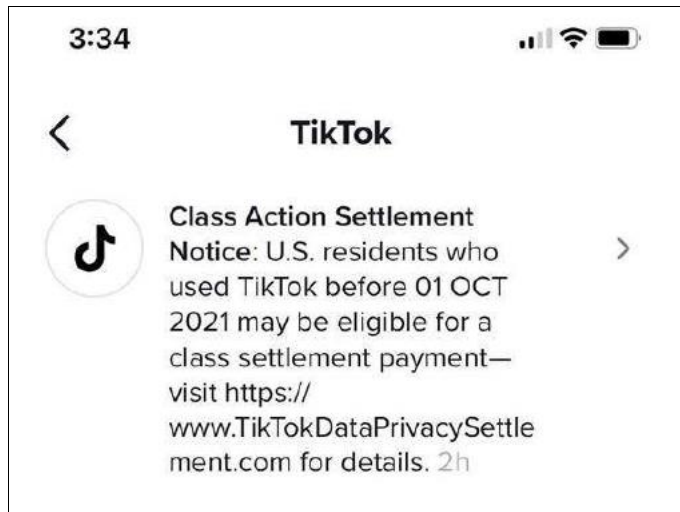 3:34
TikTok
Class Action Settlement
Notice: U.S. residents who
used TikTok before 01 OCT
2021 may be eligible for a
class settlement payment—
visit https://
www.TikTokDataPrivacySettle
ment.com for details. 2h